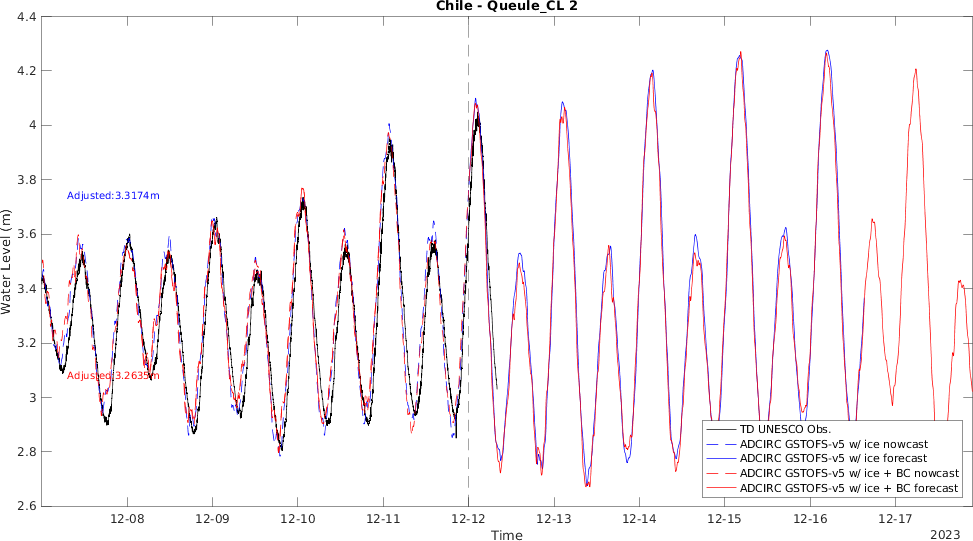 Chile - Queule_CL 2
4.4
4.2
4
3.8
3.6
3.4
3.2
3
2.8
2.6
Water Level (m)
Adjusted:3.3174m
Adjusted:3.2635m
TD UNESCO Obs.
ADCIRC GSTOFS-v5 w/ ice nowcast
ADCIRC GSTOFS-v5 w/ ice forecast
ADCIRC GSTOFS-v5 w/ ice + BC nowcast
ADCIRC GSTOFS-v5 w/ ice + BC forecast
12-08 12-09 12-10 12-11 12-12 12-13 12-14 12-15 12-16 12-17
Time
2023